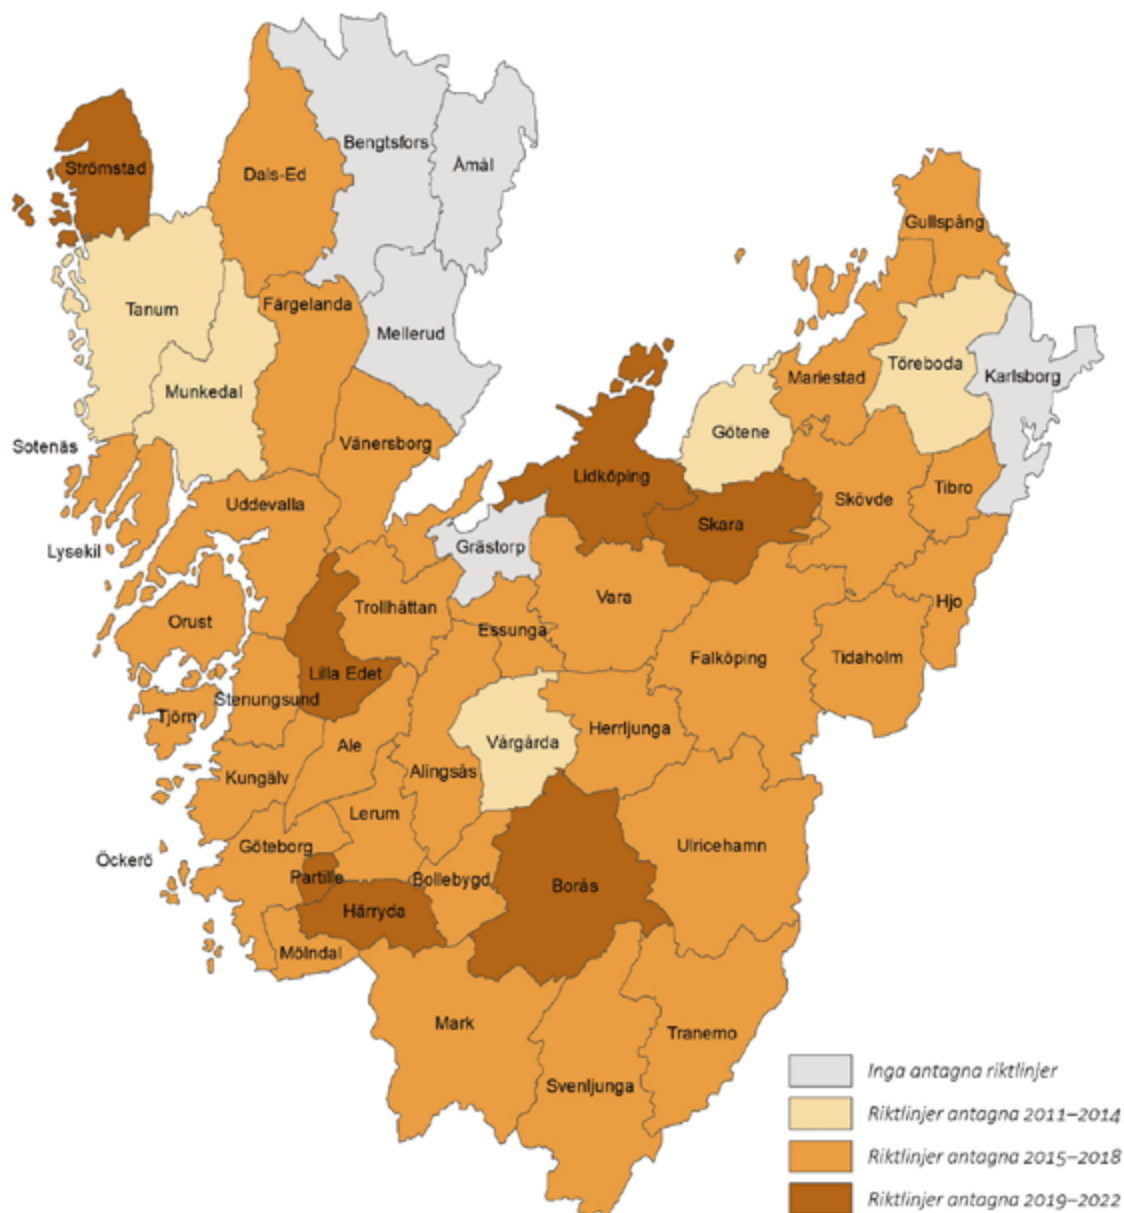 Bengtsfors
Åmål
Strömstad
Dals-Ed
Gullspång
Färgelanda
Tanum
Mellerud
Töreboda
Mariestad
Karlsborg
Munkedal
Götene
Sotenäs
Vänersborg
Lidköping
Tibro
Skövde
Uddevalla
Skara
Lysekil
Grästorp
Vara
Hjo
Trollhättan
Orust
Essunga
Falköping
Tidaholm
Lilla Edet
Stenungsund
Tjörn
Herrljunga
Vårgårda
Ale
Alingsås
Kungälv
Lerum
Göteborg
Ulricehamn
Öckerö
Partille
Bollebygd
Borås
Härryda
Mölndal
Mark
Tranemo
Svenljunga
Inga antagna riktlinjer
Riktlinjer antagna 2011–2014
Riktlinjer antagna 2015–2018
Riktlinjer antagna 2019–2022